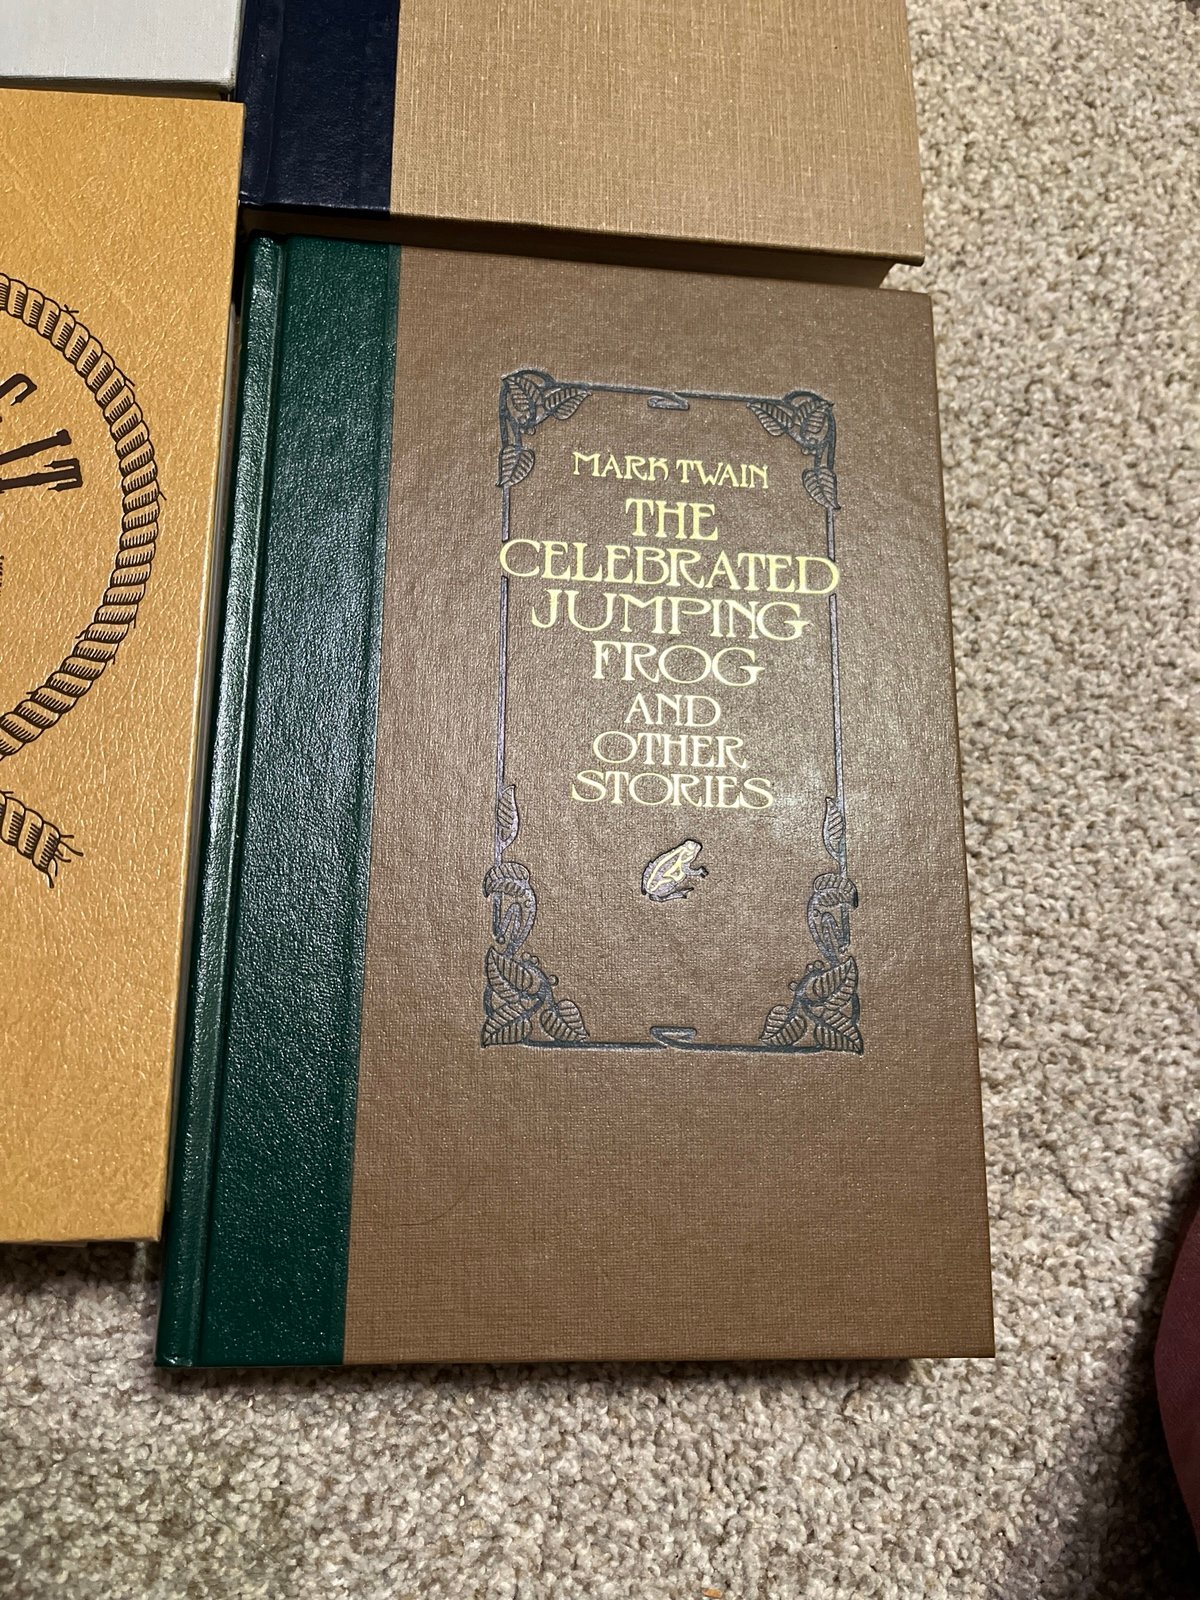 MARK TWAIN
THE
CELEBRATED
JUMPING
FROG
AND
OTHER
STORIES